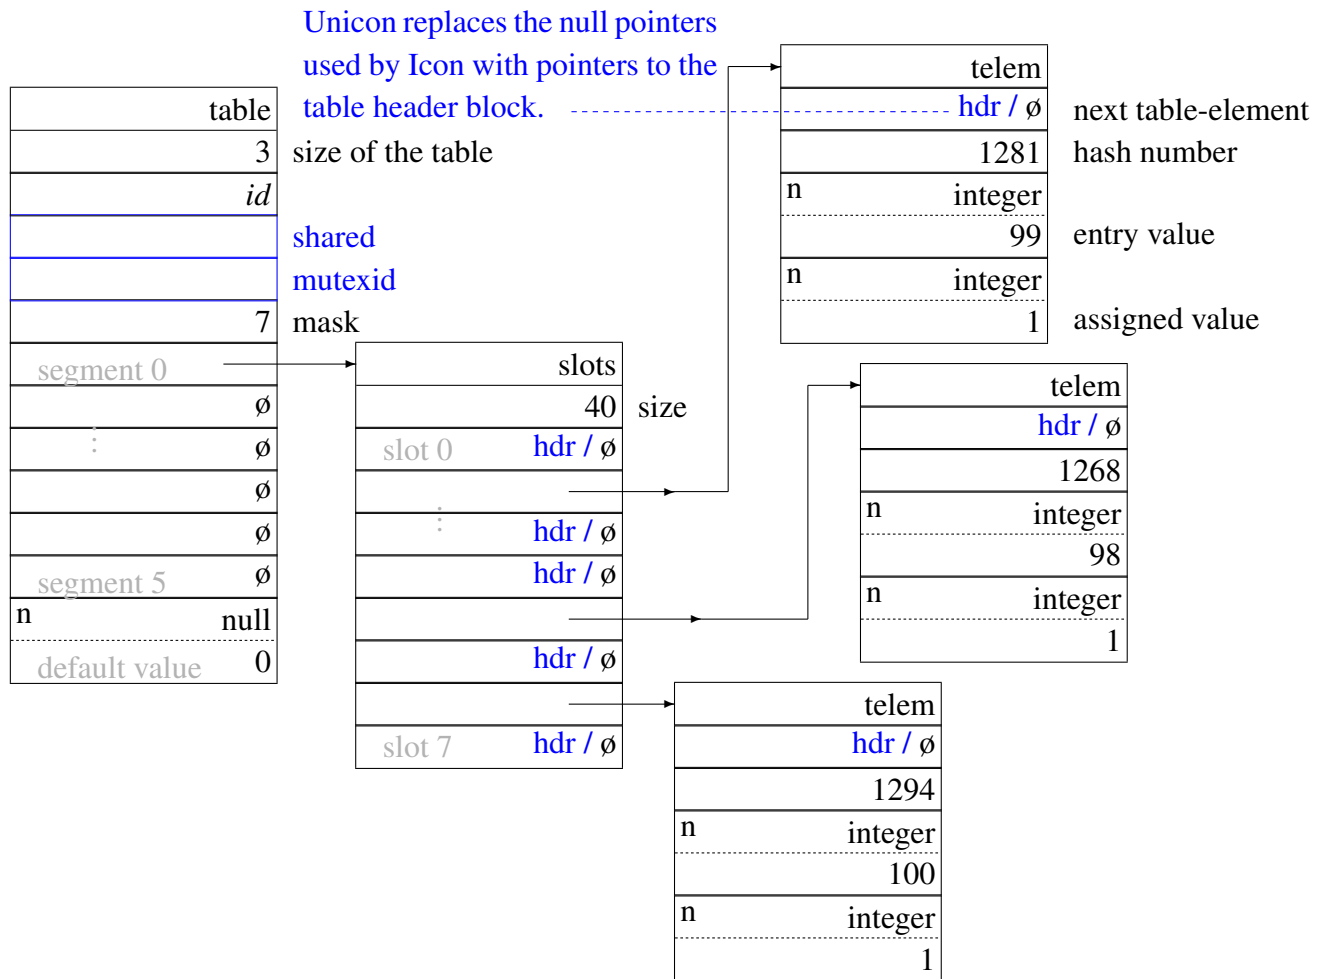 Unicon replaces the null pointers
used by Icon with pointers to the
table header block.
table
3 size of the table
id
shared
mutexid
7 mask
segment 0
ø
⋮ ø
ø
ø
segment 5 ø
n null
default value 0
slots
40 size
slot 0 hdr / ø
⋮ hdr / ø
hdr / ø
hdr / ø
slot 7 hdr / ø
telem
hdr / ø next table-element
1281 hash number
n integer
99 entry value
n integer
1 assigned value
telem
hdr / ø
1268
n integer
98
n integer
1
telem
hdr / ø
1294
n integer
100
n integer
1